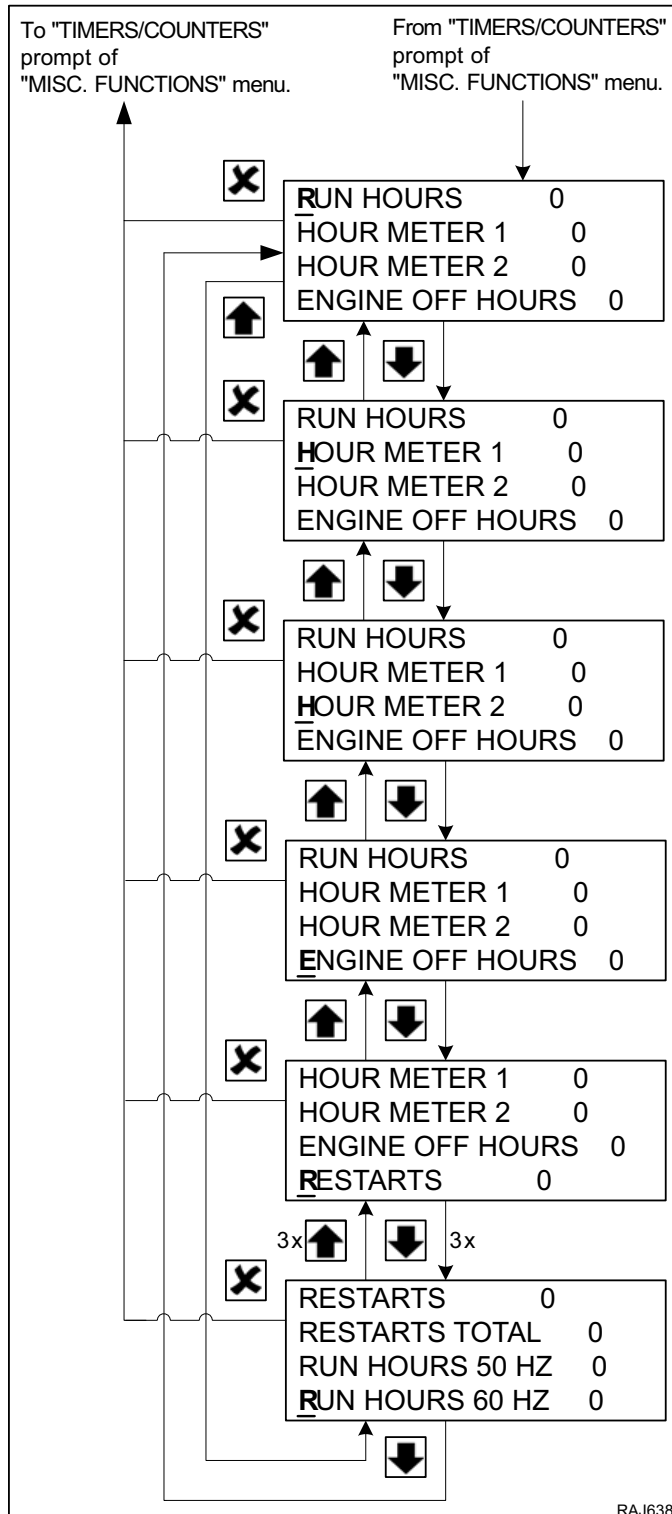 To "TIMERS/COUNTERS"
prompt of
"MISC. FUNCTIONS" menu.
From "TIMERS/COUNTERS"
prompt of
"MISC. FUNCTIONS" menu.
RUN HOURS 0
HOUR METER 1 0
HOUR METER 2 0
ENGINE OFF HOURS 0
RUN HOURS 0
HOUR METER 1 0
HOUR METER 2 0
ENGINE OFF HOURS 0
RUN HOURS 0
HOUR METER 1 0
HOUR METER 2 0
ENGINE OFF HOURS 0
RUN HOURS 0
HOUR METER 1 0
HOUR METER 2 0
ENGINE OFF HOURS 0
HOUR METER 1 0
HOUR METER 2 0
ENGINE OFF HOURS 0
RESTARTS 0
3x 3x
RESTARTS 0
RESTARTS TOTAL 0
RUN HOURS 50 HZ 0
RUN HOURS 60 HZ 0
RAJ638